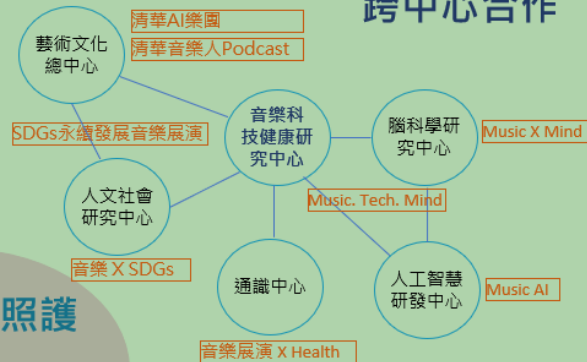 跨中心合作
清華AI樂團
清華音樂人Podcast
藝術文化
總中心
SDGs永續發展音樂展演
音樂科
技健康研
究中心
腦科學研
究中心
Music X Mind
人文社會
研究中心
Music. Tech. Mind
音樂 X SDGs
通識中心
人工智慧
研發中心
Music AI
照護
音樂展演 X Health